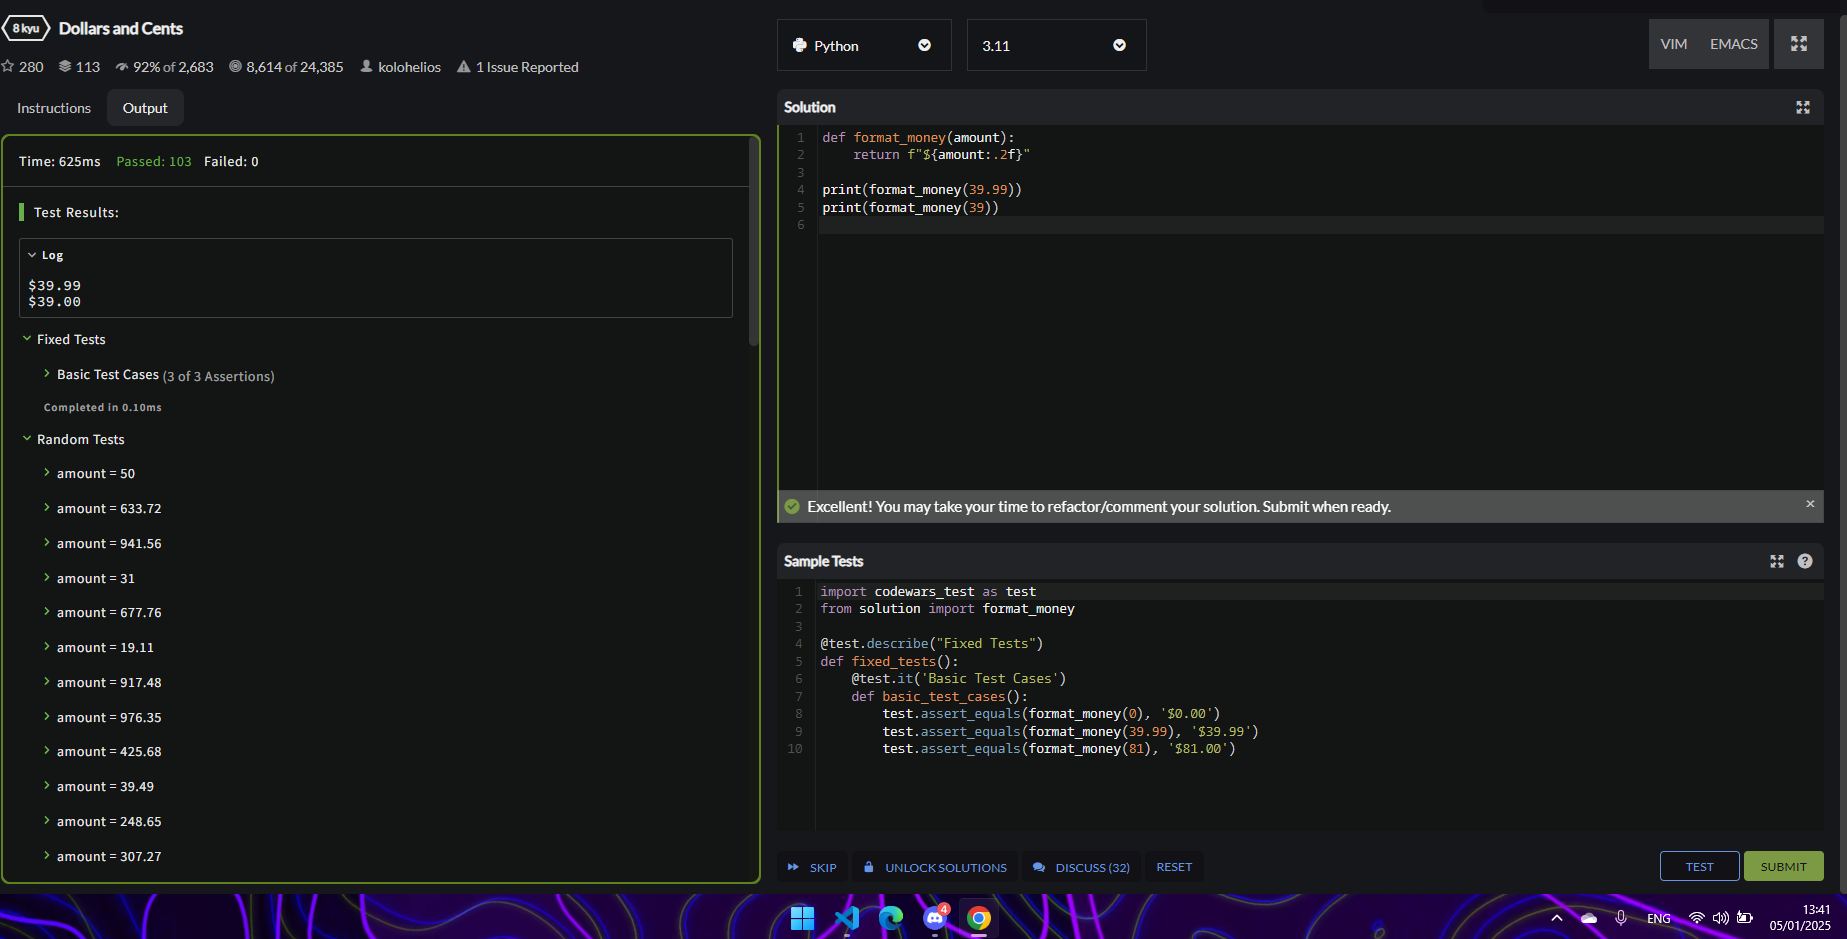 8 kyu Dollars and Cents
280 113 92% of 2,683 8,614 of 24,385 kolohelios 1 Issue Reported
Instructions Output
Time: 625ms Passed: 103 Failed: 0
Test Results:
Log
$39.99
$39.00
Fixed Tests
Basic Test Cases (3 of 3 Assertions)
Completed in 0.10ms
Random Tests
amount = 50
amount = 633.72
amount = 941.56
amount = 31
amount = 677.76
amount = 19.11
amount = 917.48
amount = 976.35
amount = 425.68
amount = 39.49
amount = 248.65
amount = 307.27
Python 3.11 VIM EMACS
Solution
1 def format_money(amount):
2     return f"${amount:.2f}"
3
4 print(format_money(39.99))
5 print(format_money(39))
6
Excellent! You may take your time to refactor/comment your solution. Submit when ready.
Sample Tests
1 import codewars_test as test
2 from solution import format_money
3
4 @test.describe("Fixed Tests")
5 def fixed_tests():
6     @test.it('Basic Test Cases')
7     def basic_test_cases():
8         test.assert_equals(format_money(0), '$0.00')
9         test.assert_equals(format_money(39.99), '$39.99')
10         test.assert_equals(format_money(81), '$81.00')
SKIP UNLOCK SOLUTIONS DISCUSS (32) RESET TEST SUBMIT
4
ENG 13:41
05/01/2025